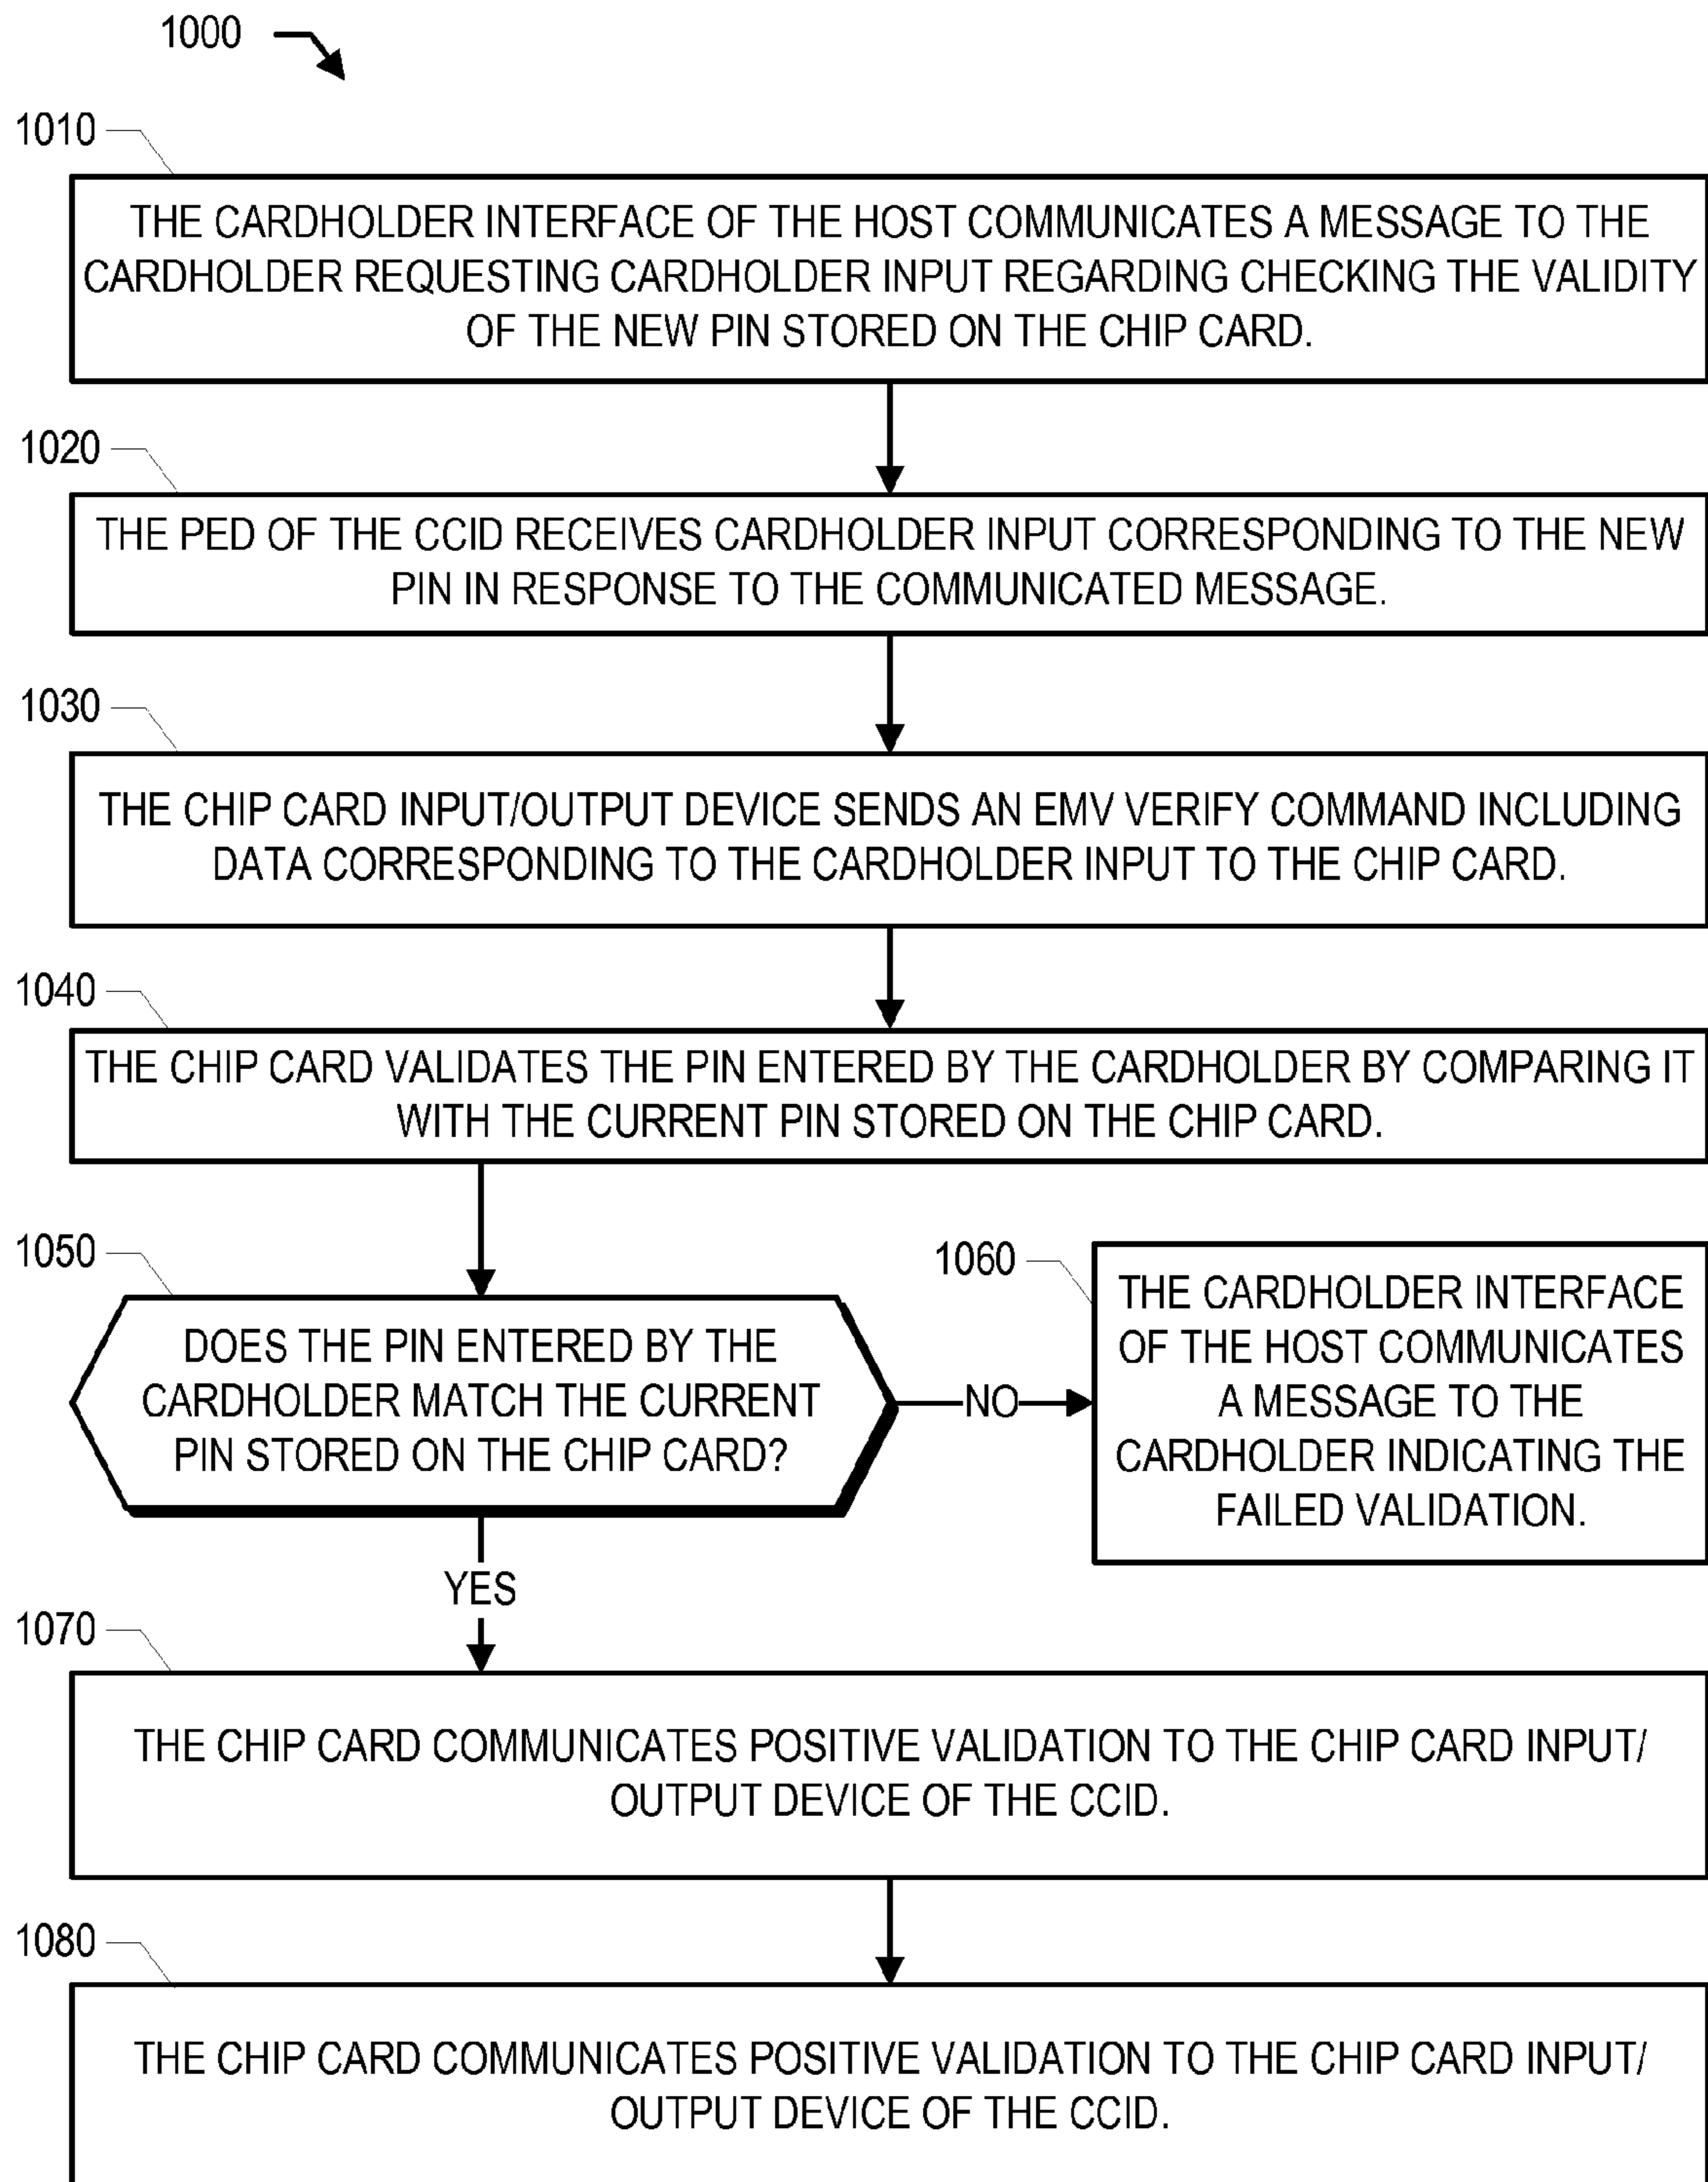 1000
1010
THE CARDHOLDER INTERFACE OF THE HOST COMMUNICATES A MESSAGE TO THE
CARDHOLDER REQUESTING CARDHOLDER INPUT REGARDING CHECKING THE VALIDITY
OF THE NEW PIN STORED ON THE CHIP CARD.
1020
THE PED OF THE CCID RECEIVES CARDHOLDER INPUT CORRESPONDING TO THE NEW
PIN IN RESPONSE TO THE COMMUNICATED MESSAGE.
1030
THE CHIP CARD INPUT/OUTPUT DEVICE SENDS AN EMV VERIFY COMMAND INCLUDING
DATA CORRESPONDING TO THE CARDHOLDER INPUT TO THE CHIP CARD.
1040
THE CHIP CARD VALIDATES THE PIN ENTERED BY THE CARDHOLDER BY COMPARING IT
WITH THE CURRENT PIN STORED ON THE CHIP CARD.
1050
DOES THE PIN ENTERED BY THE
CARDHOLDER MATCH THE CURRENT
PIN STORED ON THE CHIP CARD?
NO
1060
THE CARDHOLDER INTERFACE
OF THE HOST COMMUNICATES
A MESSAGE TO THE
CARDHOLDER INDICATING THE
FAILED VALIDATION.
YES
1070
THE CHIP CARD COMMUNICATES POSITIVE VALIDATION TO THE CHIP CARD INPUT/
OUTPUT DEVICE OF THE CCID.
1080
THE CHIP CARD COMMUNICATES POSITIVE VALIDATION TO THE CHIP CARD INPUT/
OUTPUT DEVICE OF THE CCID.